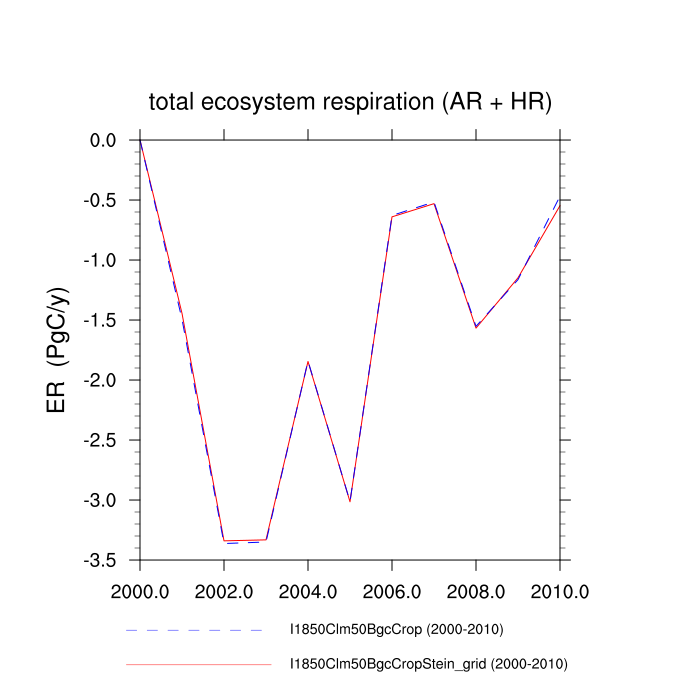 total ecosystem respiration (AR + HR)
0.0
-0.5
-1.0
-1.5
-2.0
-2.5
-3.0
-3.5
ER (PgC/y)
2000.0 2002.0 2004.0 2006.0 2008.0 2010.0
I1850Clm50BgcCrop (2000-2010)
I1850Clm50BgcCropStein_grid (2000-2010)